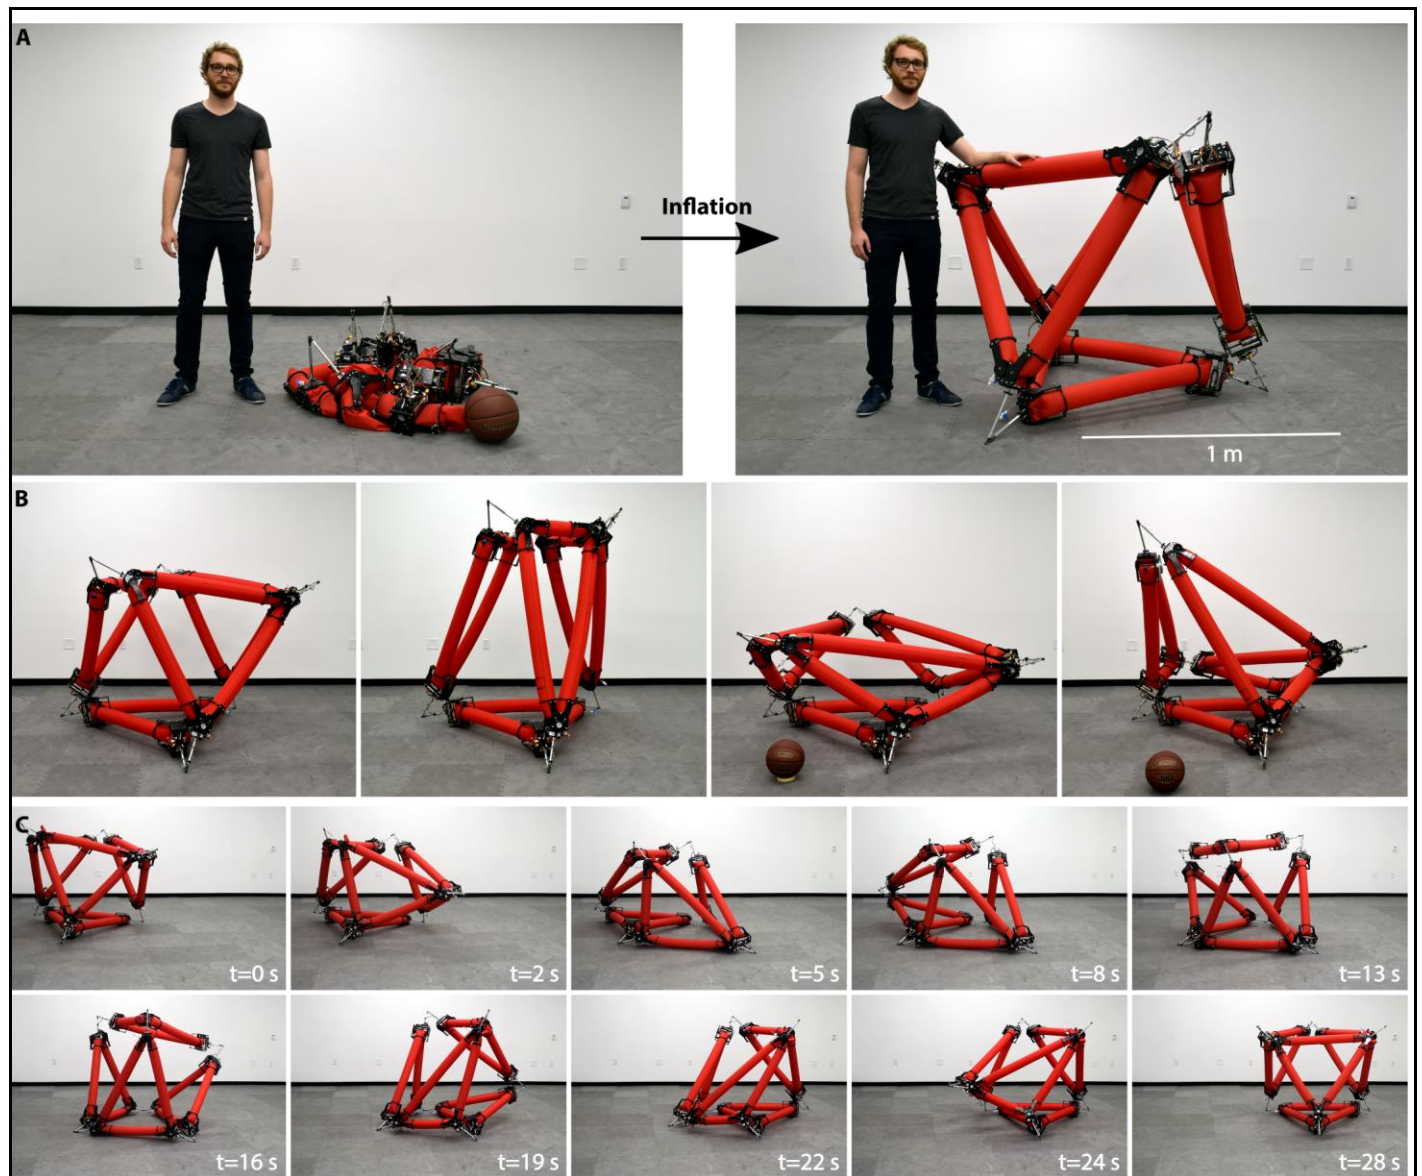 A
Inflation
1 m
B
C
t=0 s
t=2 s
t=5 s
t=8 s
t=13 s
t=16 s
t=19 s
t=22 s
t=24 s
t=28 s